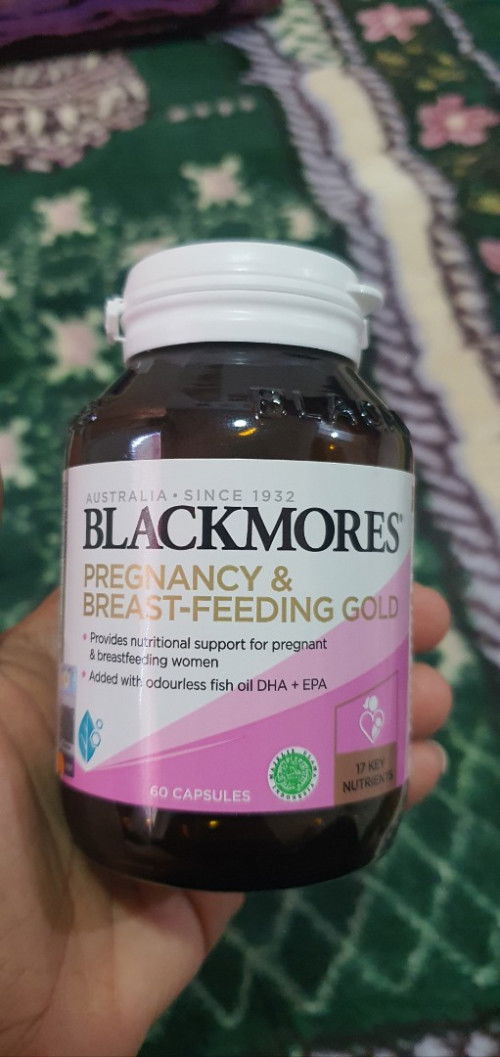 BLAC
AUSTRALIA • SINCE 1932
BLACKMORES®
PREGNANCY &
BREAST-FEEDING GOLD
• Provides nutritional support for pregnant
& breastfeeding women
• Added with odourless fish oil DHA + EPA
17 KEY
NUTRIENTS
60 CAPSULES